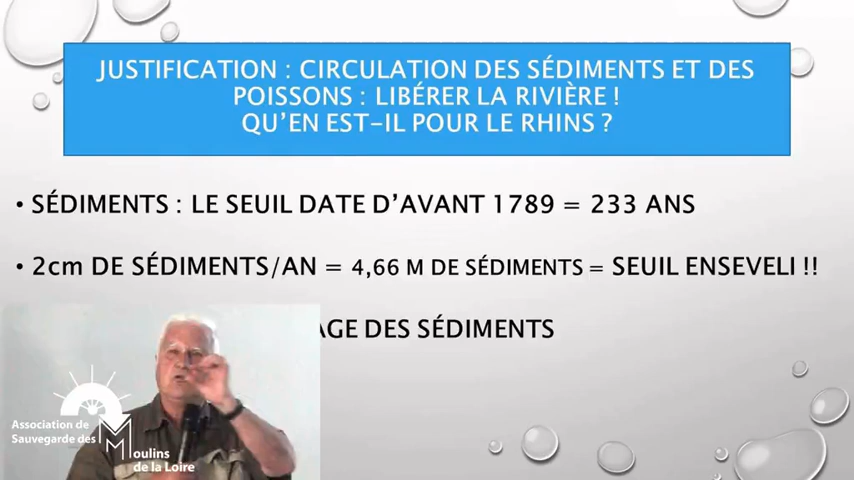 JUSTIFICATION : CIRCULATION DES SÉDIMENTS ET DES
POISSONS : LIBÉRER LA RIVIÈRE !
QU'EN EST-IL POUR LE RHINS ?
• SÉDIMENTS : LE SEUIL DATE D'AVANT 1789 = 233 ANS
• 2cm DE SÉDIMENTS/AN = 4,66 M DE SÉDIMENTS = SEUIL ENSEVELI !!
DES SÉDIMENTS
Association de
Sauvegarde des
Moulins
de la Loire